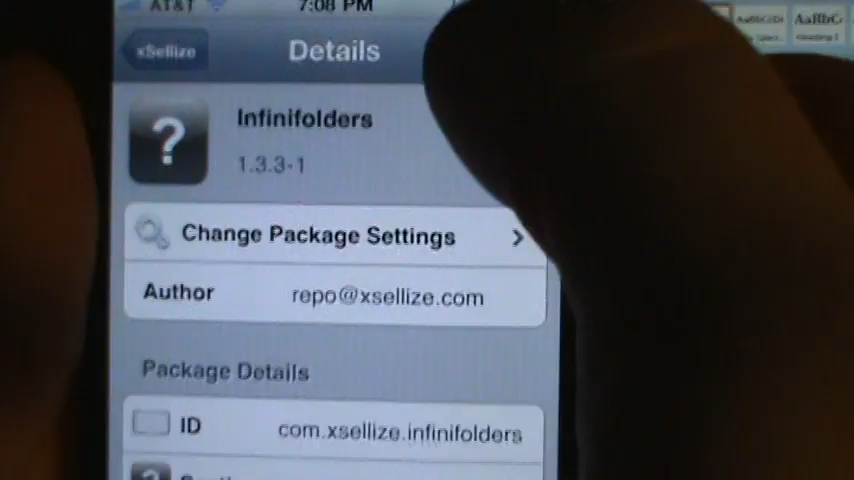 AT&T 7:08 PM
xSellize Details
Infinifolders
?
1.3.3-1
Change Package Settings
Author repo@xsellize.com
Package Details
ID com.xsellize.infinifolders
?
AaBbC